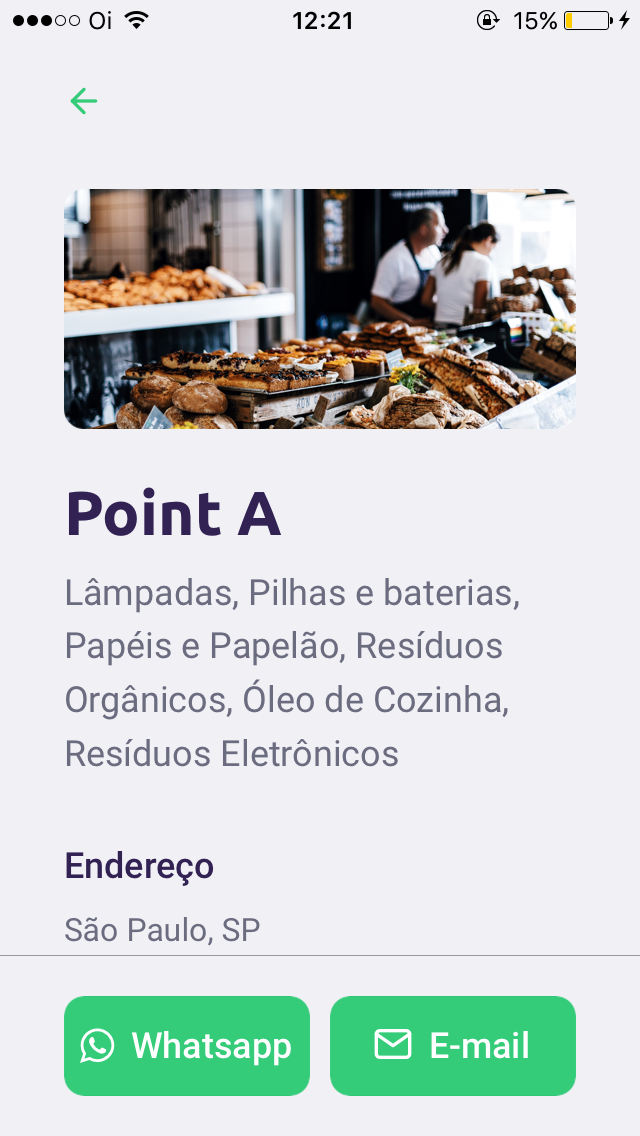 Oi 12:21 15%
Point A
Lâmpadas, Pilhas e baterias,
Papéis e Papelão, Resíduos
Orgânicos, Óleo de Cozinha,
Resíduos Eletrônicos
Endereço
São Paulo, SP
Whatsapp E-mail